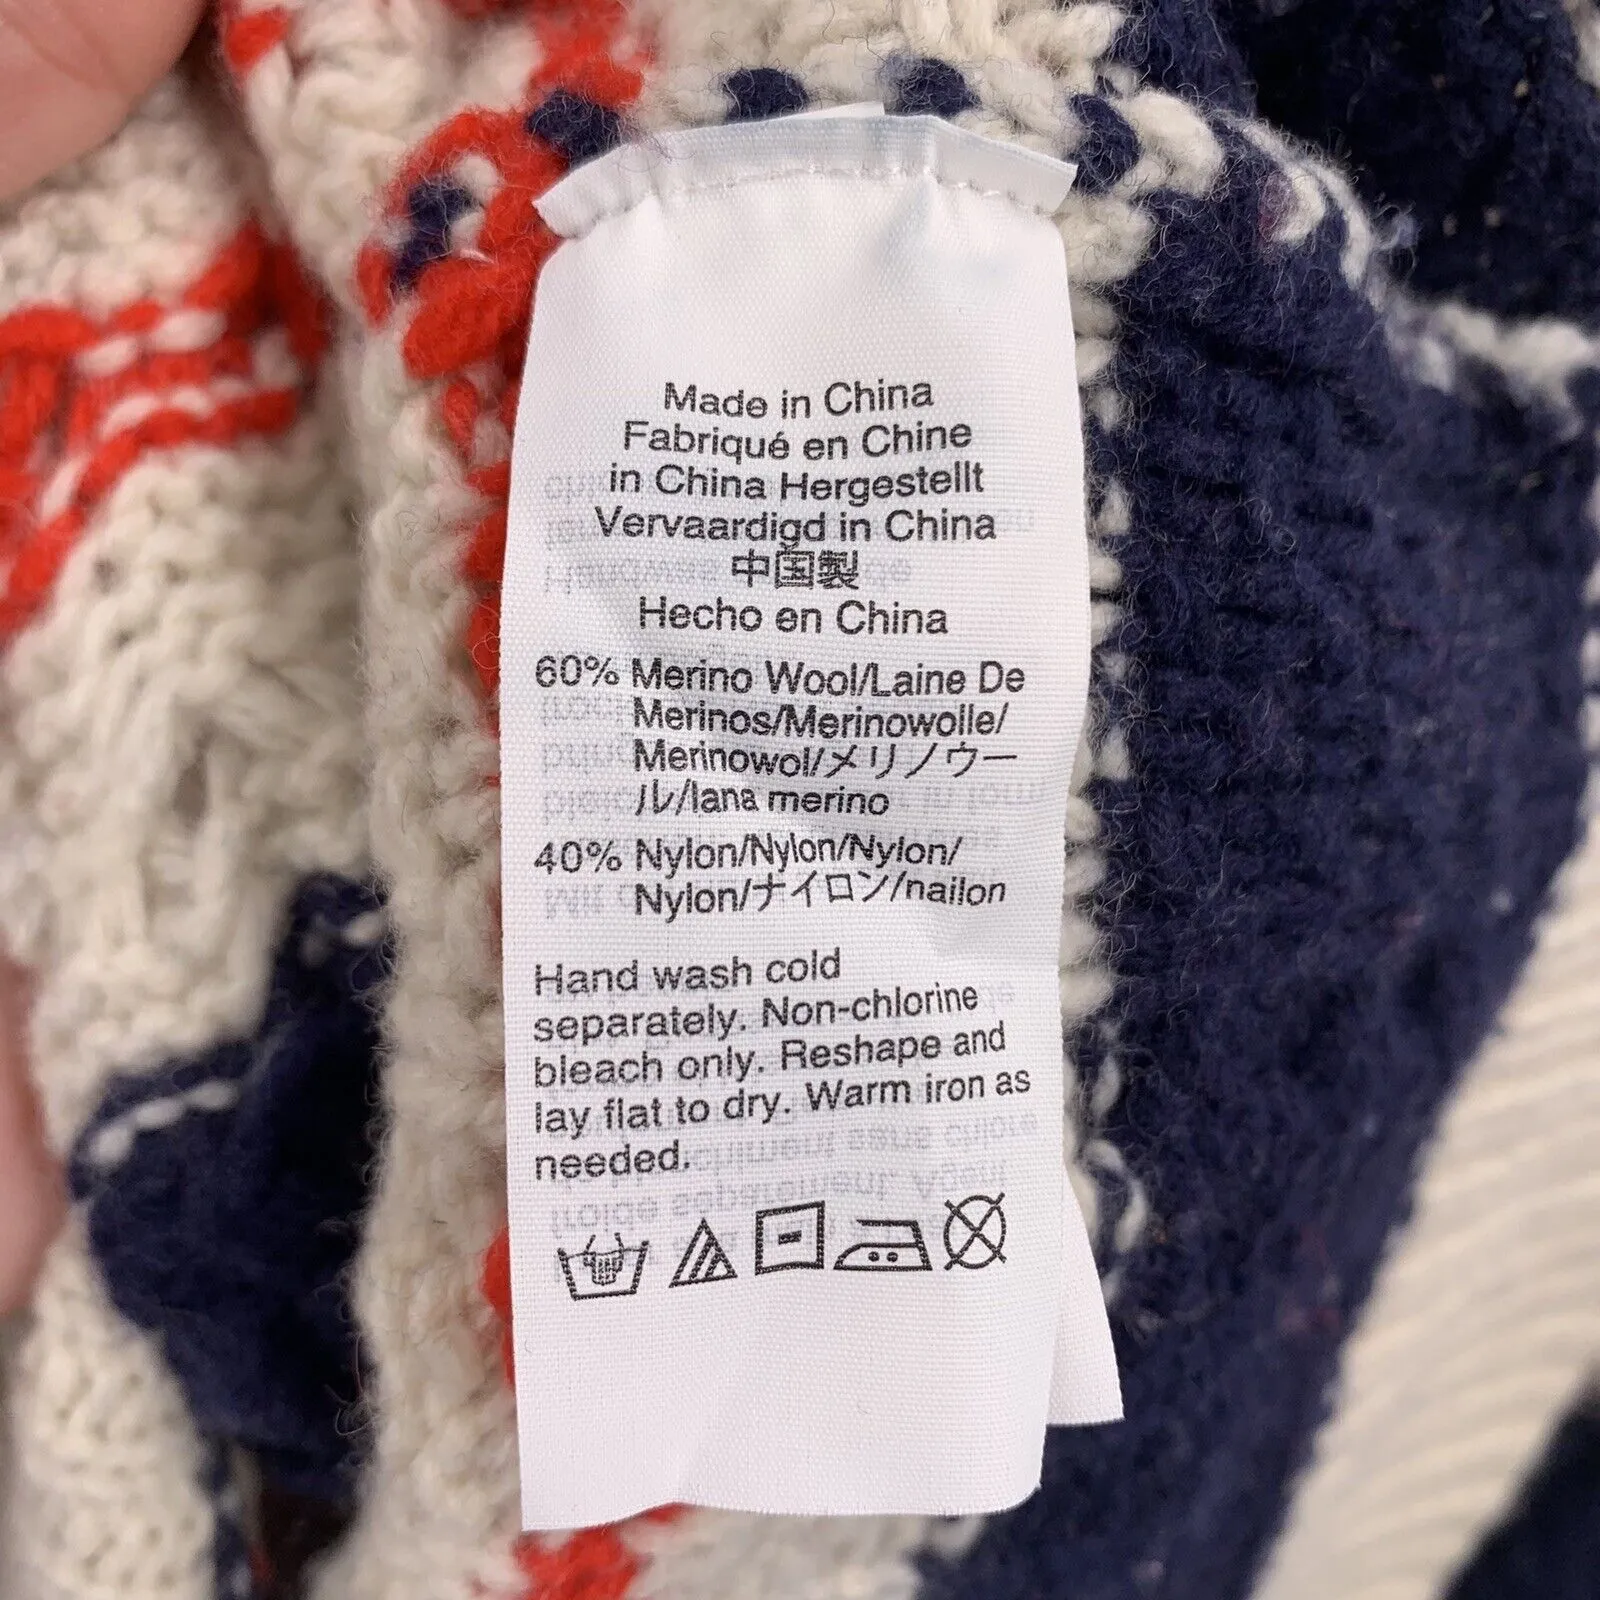 Made in China
Fabriqué en Chine
in China Hergestellt
Vervaardigd in China
中国製
Hecho en China
60% Merino Wool/Laine De
Merinos/Merinowolle/
Merinowol/メリノウー
ル/lana merino
40% Nylon/Nylon/Nylon/
Nylon/ナイロン/nailon
Hand wash cold
separately. Non-chlorine
bleach only. Reshape and
lay flat to dry. Warm iron as
needed.